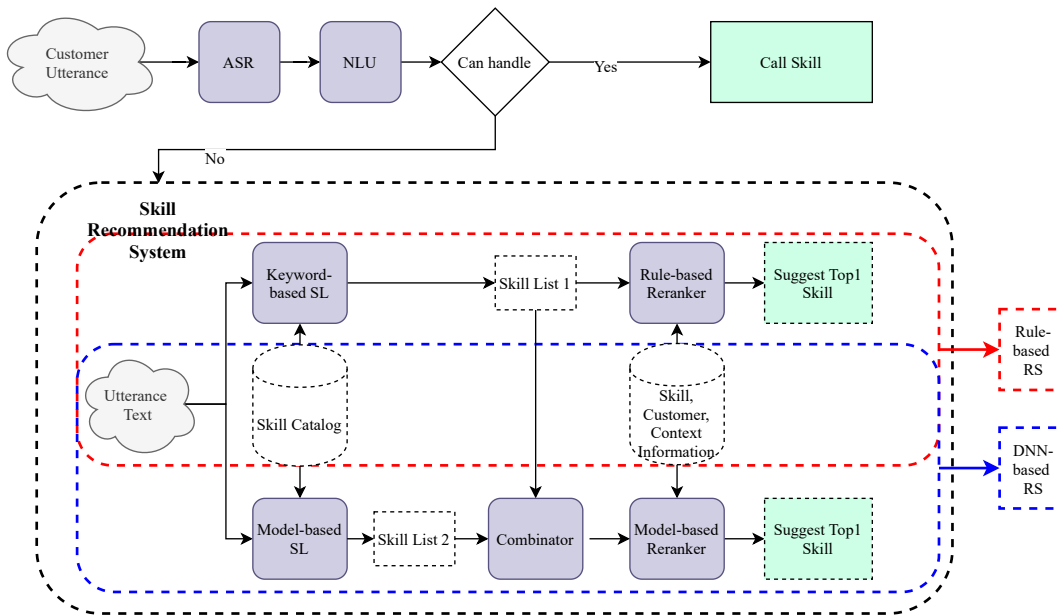 Customer
Utterance
ASR
NLU
Can handle
Yes
Call Skill
No
Skill
Recommendation
System
Keyword-
based SL
Skill List 1
Rule-based
Reranker
Suggest Top1
Skill
Rule-
based
RS
Utterance
Text
Skill Catalog
Skill,
Customer,
Context
Information
DNN-
based
RS
Model-based
SL
Skill List 2
Combinator
Model-based
Reranker
Suggest Top1
Skill